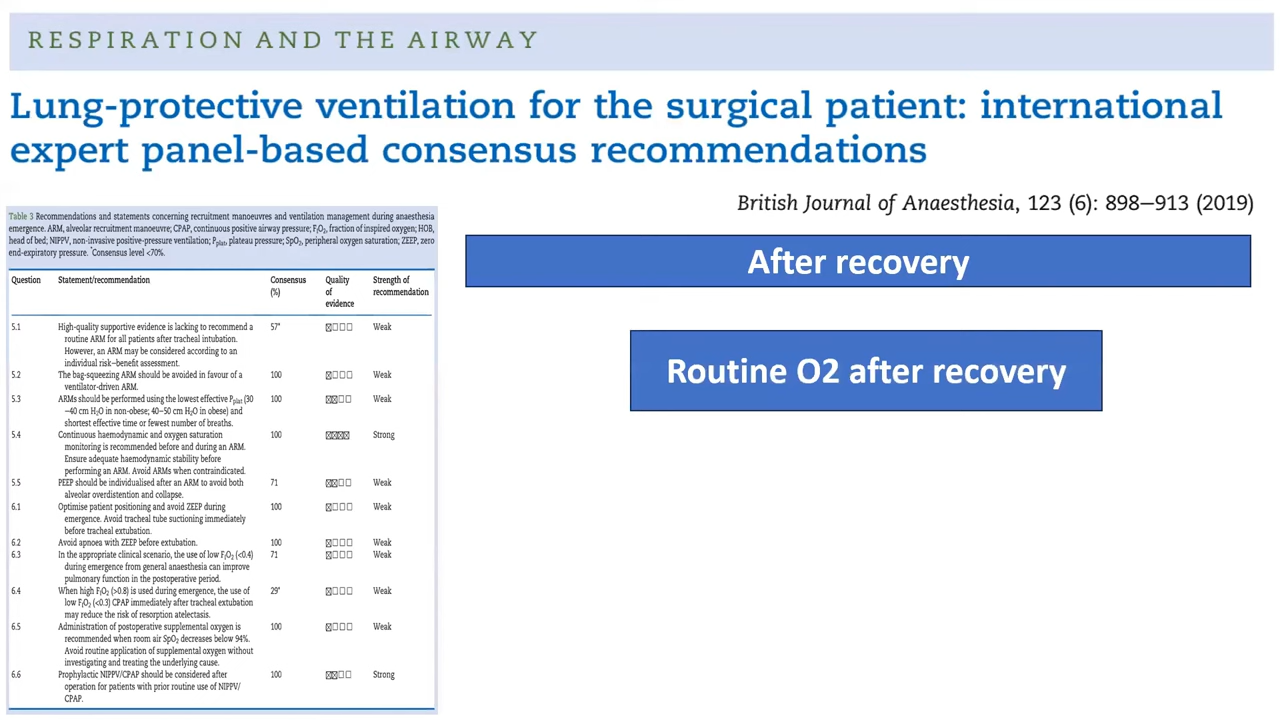 RESPIRATION AND THE AIRWAY
Lung-protective ventilation for the surgical patient: international
expert panel-based consensus recommendations
British Journal of Anaesthesia, 123 (6): 898–913 (2019)
Table 3 Recommendations and statements concerning recruitment manoeuvres and ventilation management during anaesthesia
emergence. ARM, alveolar recruitment manoeuvre; CPAP, continuous positive airway pressure; FIO2, fraction of inspired oxygen; HOB,
head of bed; NIPPV, non-invasive positive-pressure ventilation; Pplat, plateau pressure; SpO2, peripheral oxygen saturation; ZEEP, zero
end-expiratory pressure. *Consensus level <70%.
Question Statement/recommendation Consensus (%) Quality of evidence Strength of recommendation
5.1 High-quality supportive evidence is lacking to recommend a 57* ☒☐☐☐ Weak
routine ARM for all patients after tracheal intubation.
However, an ARM may be considered according to an
individual risk–benefit assessment.
5.2 The bag-squeezing ARM should be avoided in favour of a 100 ☒☐☐☐ Weak
ventilator-driven ARM.
5.3 ARMs should be performed using the lowest effective Pplat (30 100 ☒☒☐☐ Weak
–40 cm H2O in non-obese; 40–50 cm H2O in obese) and
shortest effective time or fewest number of breaths.
5.4 Continuous haemodynamic and oxygen saturation 100 ☒☒☒☒ Strong
monitoring is recommended before and during an ARM.
Ensure adequate haemodynamic stability before
performing an ARM. Avoid ARMs when contraindicated.
5.5 PEEP should be individualised after an ARM to avoid both 71 ☒☒☐☐ Weak
alveolar overdistention and collapse.
6.1 Optimise patient positioning and avoid ZEEP during 100 ☒☐☐☐ Weak
emergence. Avoid tracheal tube suctioning immediately
before tracheal extubation.
6.2 Avoid apnoea with ZEEP before extubation. 100 ☒☐☐☐ Weak
6.3 In the appropriate clinical scenario, the use of low FIO2 (<0.4) 71 ☒☐☐☐ Weak
during emergence from general anaesthesia can improve
pulmonary function in the postoperative period.
6.4 When high FIO2 (>0.8) is used during emergence, the use of 29* ☒☐☐☐ Weak
low FIO2 (<0.3) CPAP immediately after tracheal extubation
may reduce the risk of resorption atelectasis.
6.5 Administration of postoperative supplemental oxygen is 100 ☒☐☐☐ Weak
recommended when room air SpO2 decreases below 94%.
Avoid routine application of supplemental oxygen without
investigating and treating the underlying cause.
6.6 Prophylactic NIPPV/CPAP should be considered after 100 ☒☒☐☐ Strong
operation for patients with prior routine use of NIPPV/
CPAP.
After recovery
Routine O2 after recovery